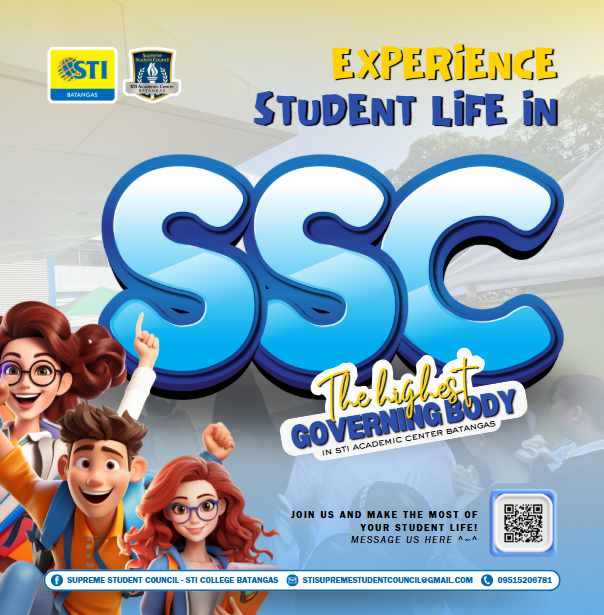 STI
BATANGAS
Supreme
Student Council
STI Academic Center
BATANGAS
EXPERIENCE
STUDENT LIFE IN
SSC
The highest
GOVERNING BODY
IN STI ACADEMIC CENTER BATANGAS
JOIN US AND MAKE THE MOST OF
YOUR STUDENT LIFE!
MESSAGE US HERE ^~^
SUPREME STUDENT COUNCIL - STI COLLEGE BATANGAS STISUPREMESTUDENTCOUNCIL@GMAIL.COM 09515206781